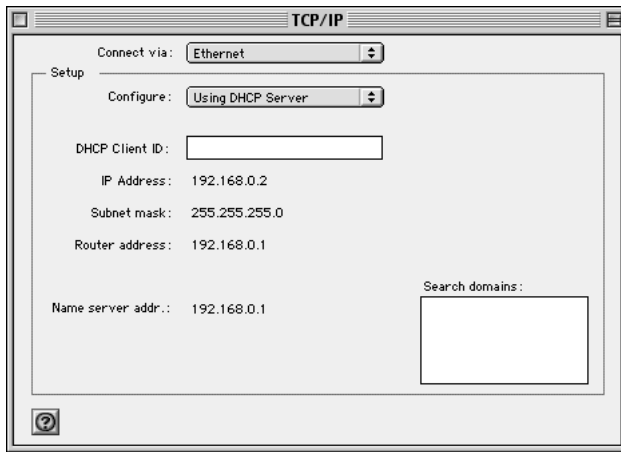 TCP/IP
Connect via: Ethernet
Setup
Configure: Using DHCP Server
DHCP Client ID:
IP Address: 192.168.0.2
Subnet mask: 255.255.255.0
Router address: 192.168.0.1
Search domains:
Name server addr.: 192.168.0.1
?